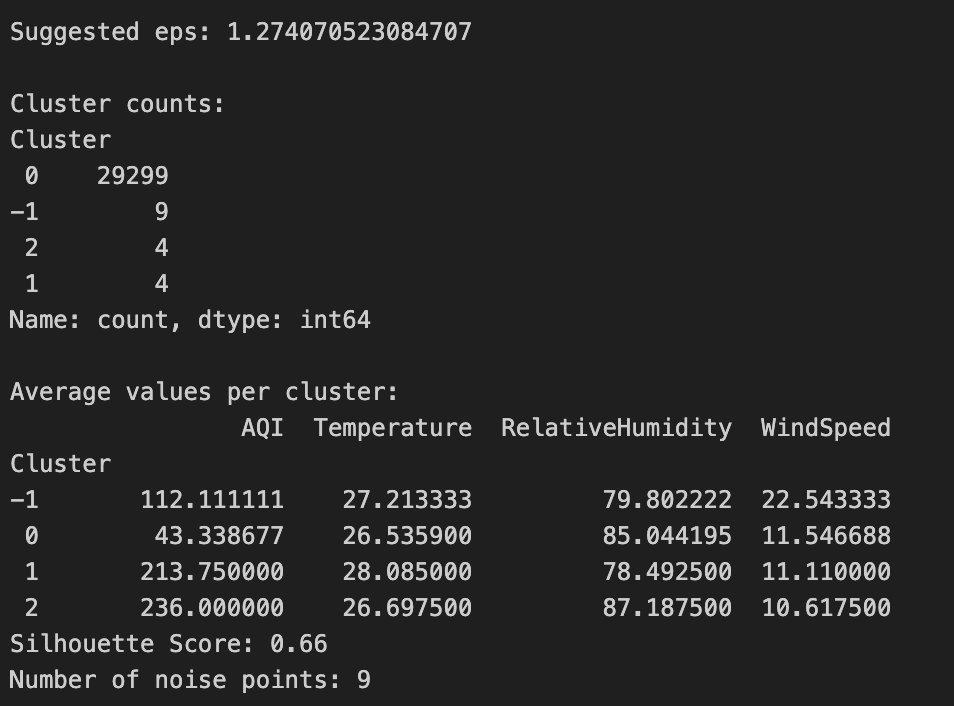 Suggested eps: 1.274070523084707
Cluster counts:
Cluster
0 29299
−1 9
2 4
1 4
Name: count, dtype: int64
Average values per cluster:
AQI Temperature RelativeHumidity WindSpeed
Cluster
−1 112.111111 27.213333 79.802222 22.543333
0 43.338677 26.535900 85.044195 11.546688
1 213.750000 28.085000 78.492500 11.110000
2 236.000000 26.697500 87.187500 10.617500
Silhouette Score: 0.66
Number of noise points: 9